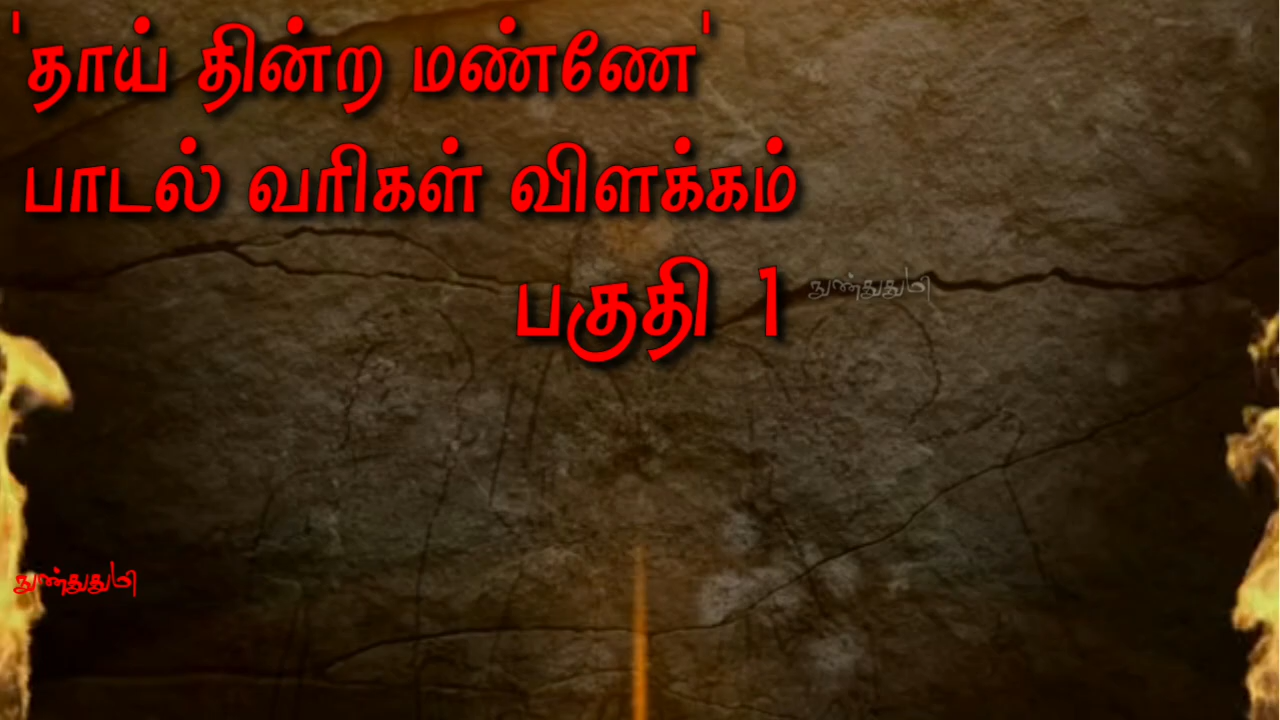 'தாய் தின்ற மண்ணே'
பாடல் வரிகள் விளக்கம்
பகுதி 1